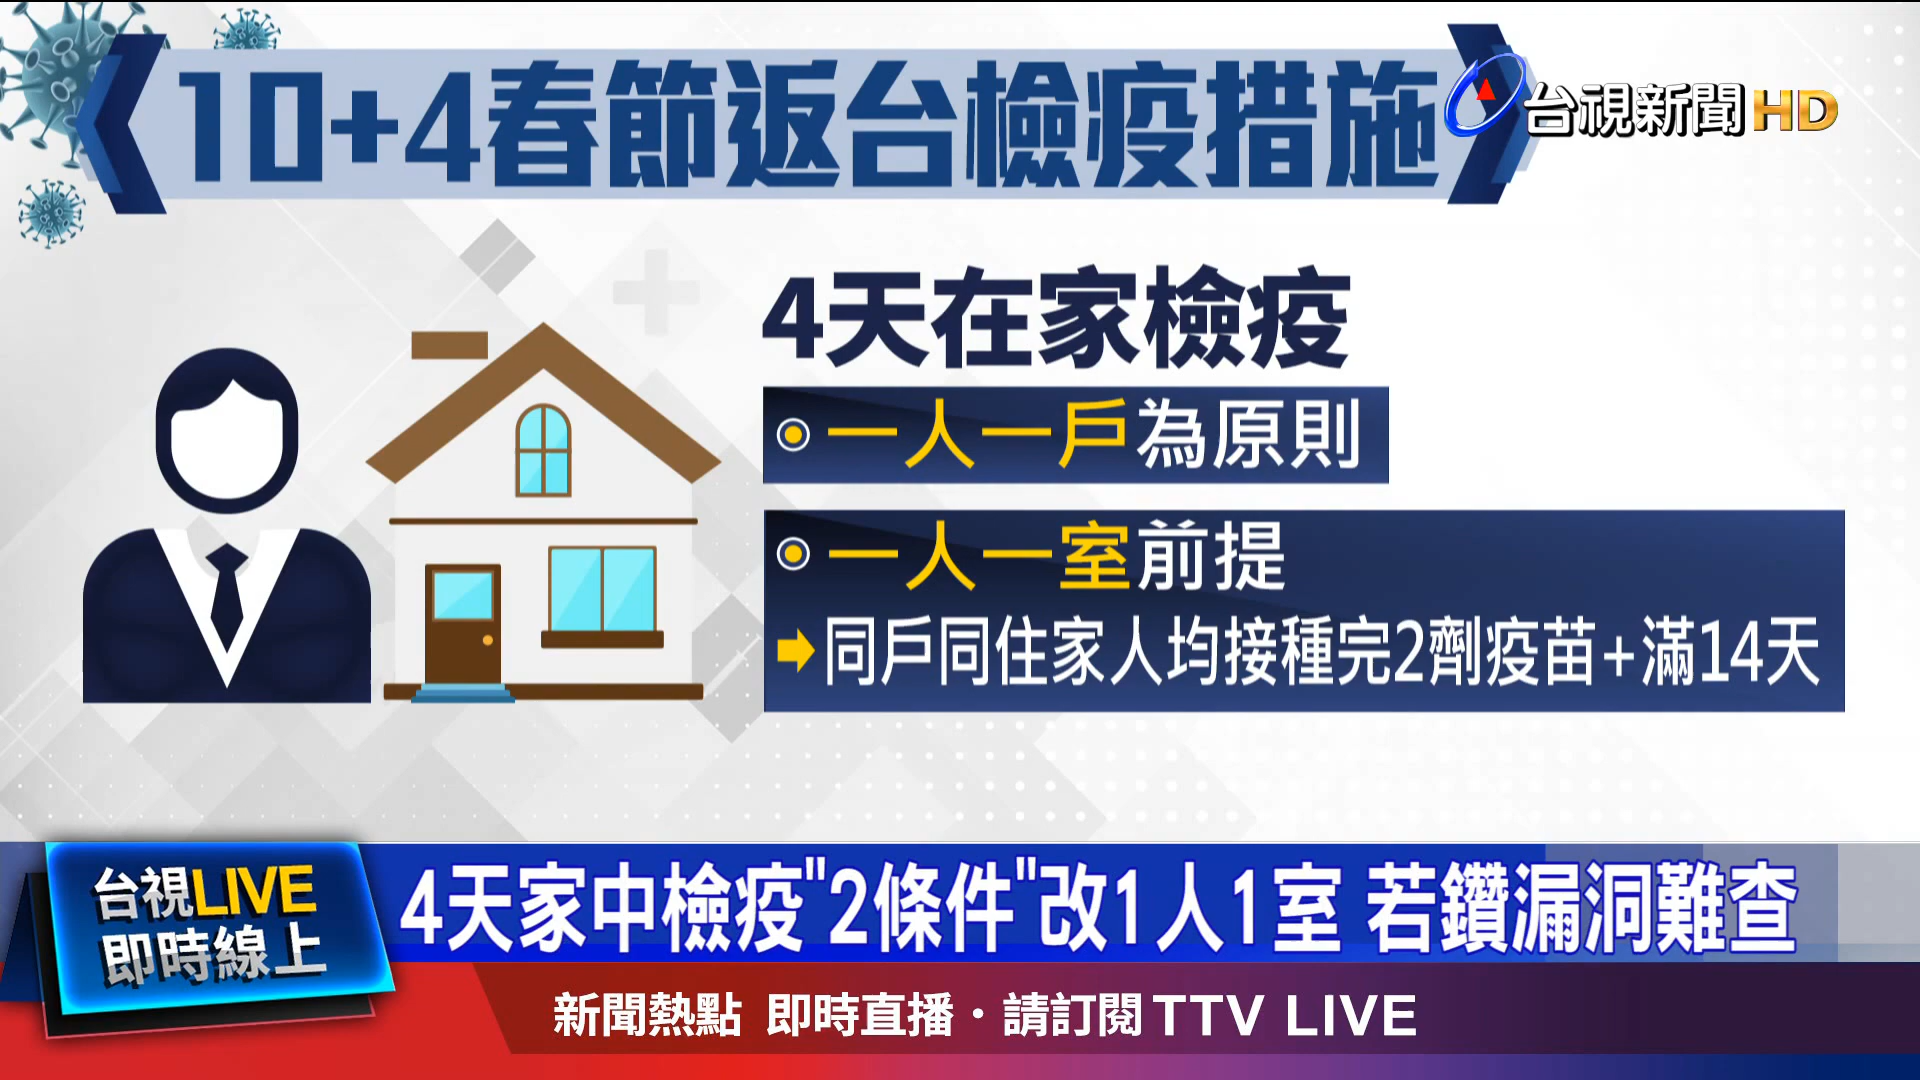 10+4春節返台檢疫措施
台視新聞HD
4天在家檢疫
一人一戶為原則
一人一室前提
同戶同住家人均接種完2劑疫苗+滿14天
台視LIVE
即時線上
4天家中檢疫"2條件"改1人1室 若鑽漏洞難查
新聞熱點 即時直播・請訂閱TTV LIVE